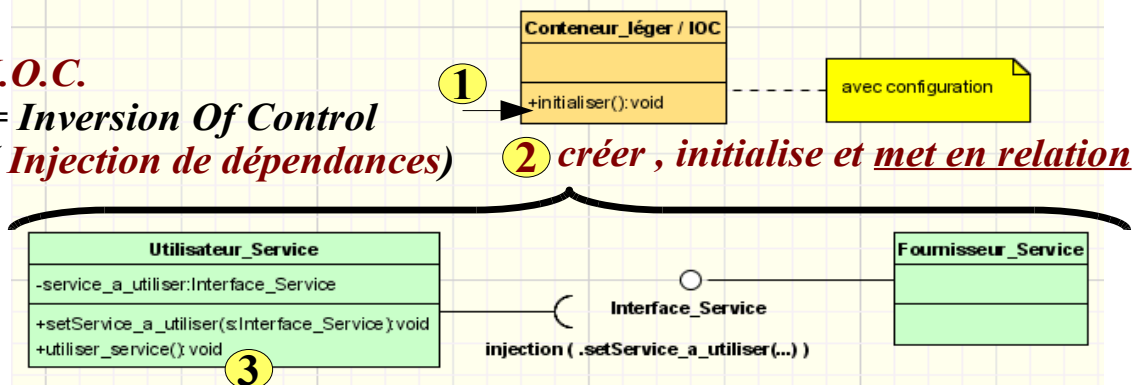 Conteneur_léger / IOC
.O.C.
= Inversion Of Control
( Injection de dépendances)
1
+initialiser():void
avec configuration
2 créer , initialise et met en relation
Utilisateur_Service
-service_a_utiliser:Interface_Service
+setService_a_utiliser(s:Interface_Service):void
+utiliser_service():void
3
Interface_Service
injection ( .setService_a_utiliser(...) )
Fournisseur_Service